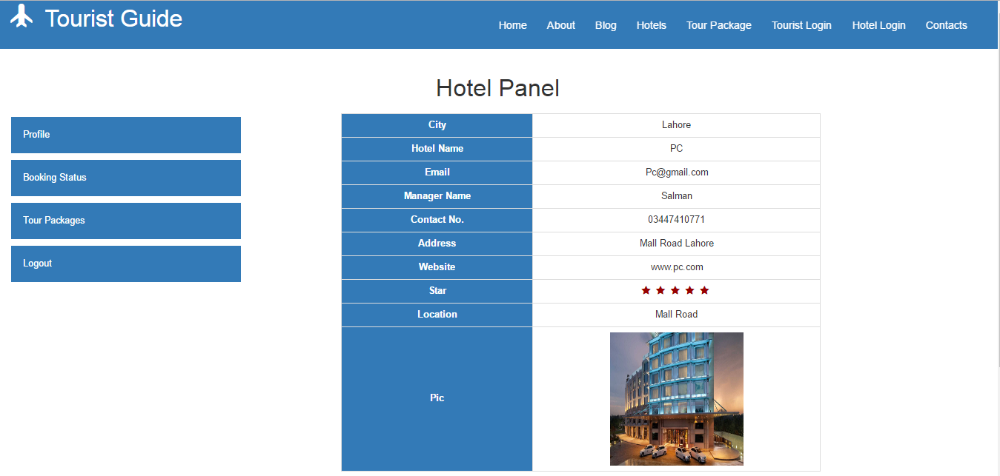 Tourist Guide
Home About Blog Hotels Tour Package Tourist Login Hotel Login Contacts
Hotel Panel
Profile
Booking Status
Tour Packages
Logout
City Lahore
Hotel Name PC
Email Pc@gmail.com
Manager Name Salman
Contact No. 03447410771
Address Mall Road Lahore
Website www.pc.com
Star
Location Mall Road
Pic